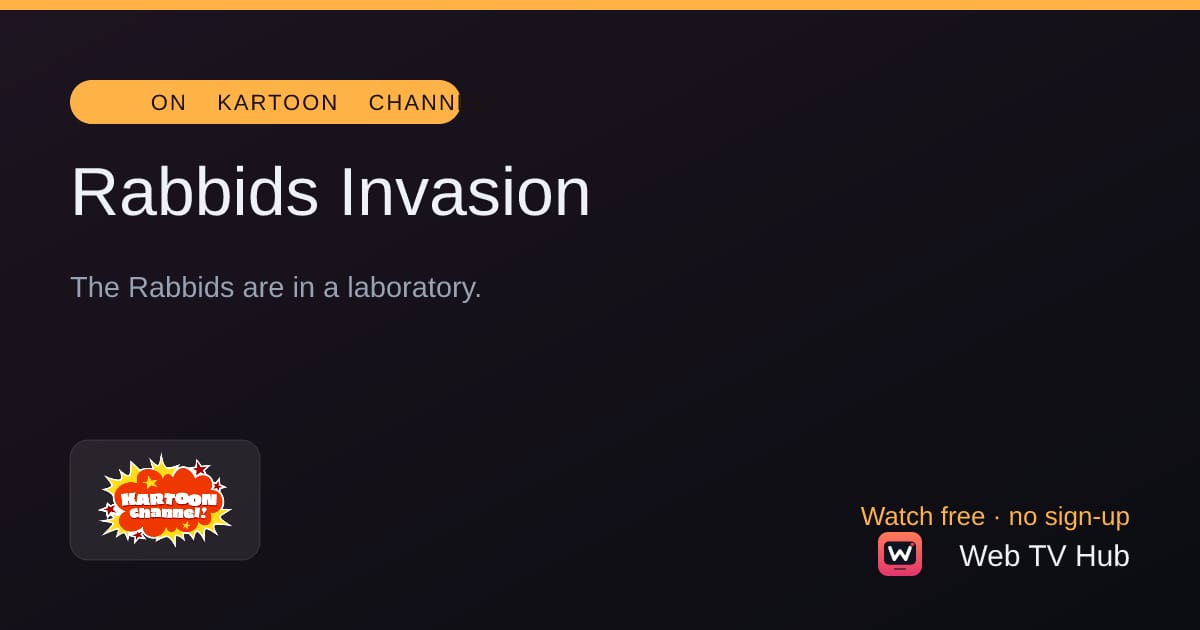 ON KARTOON CHANN
Rabbids Invasion
The Rabbids are in a laboratory.
KARTOON
channel!
Watch free · no sign-up
W
Web TV Hub